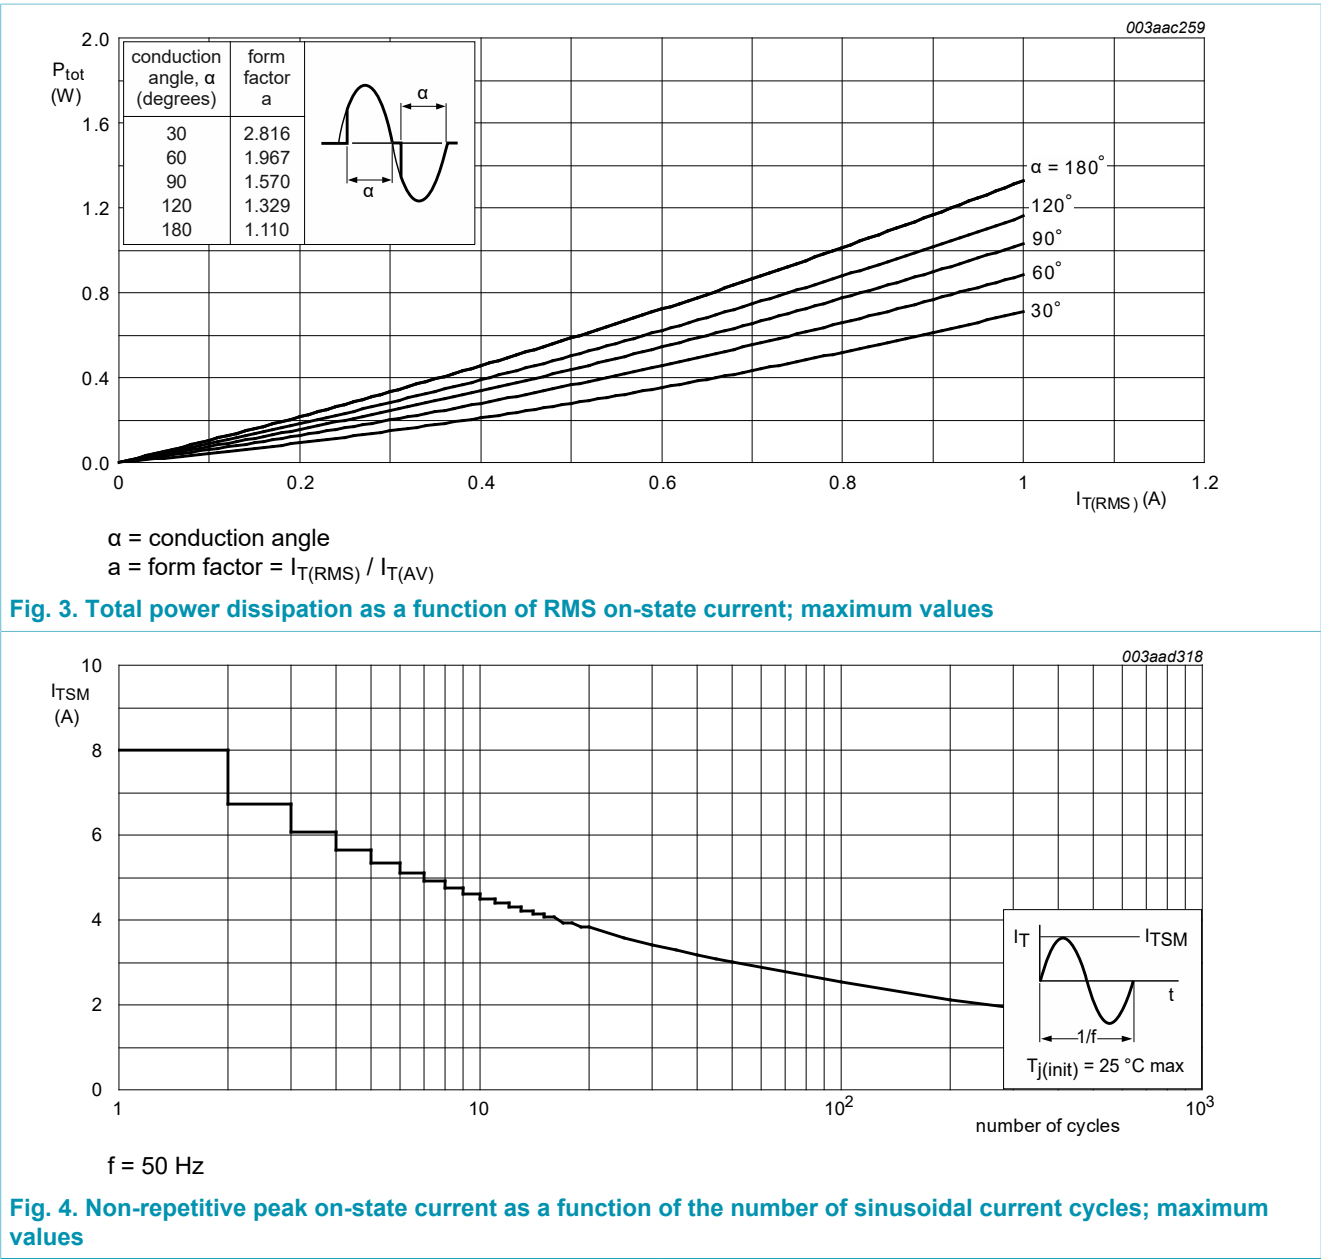 003aac259
2.0
Ptot
(W)
1.6
1.2
0.8
0.4
0.0
conduction angle, α (degrees)
form factor a
30 2.816
60 1.967
90 1.570
120 1.329
180 1.110
α
α
α = 180°
120°
90°
60°
30°
0 0.2 0.4 0.6 0.8 1 1.2
IT(RMS) (A)
α = conduction angle
a = form factor = IT(RMS) / IT(AV)
Fig. 3. Total power dissipation as a function of RMS on-state current; maximum values
003aad318
10
ITSM
(A)
8
6
4
2
0
IT
ITSM
t
1/f
Tj(init) = 25 °C max
1 10 10² 10³
number of cycles
f = 50 Hz
Fig. 4. Non-repetitive peak on-state current as a function of the number of sinusoidal current cycles; maximum
values